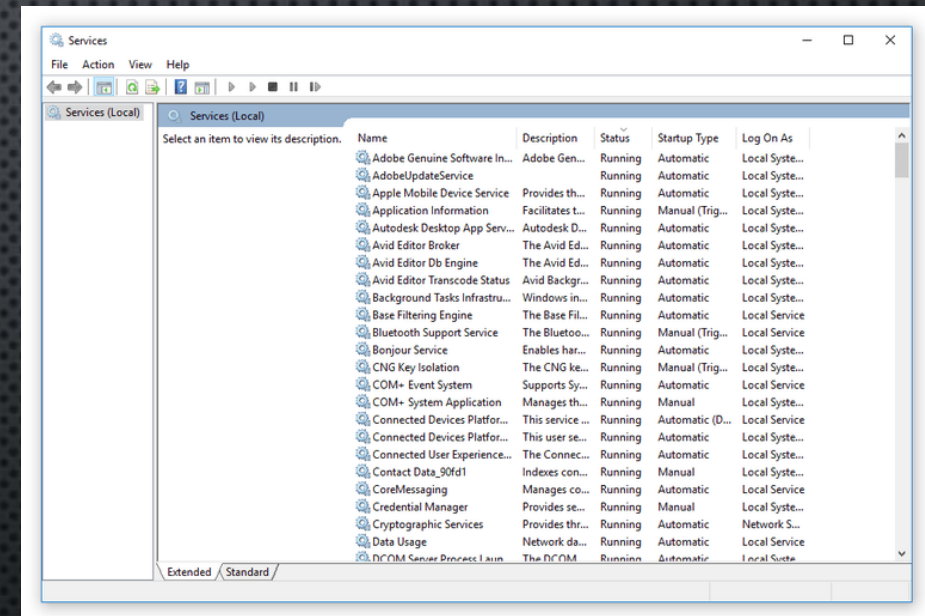 Services
File Action View Help
Services (Local)
Services (Local)
Select an item to view its description.
Name Description Status Startup Type Log On As
Adobe Genuine Software In... Adobe Gen... Running Automatic Local Syste...
AdobeUpdateService Running Automatic Local Syste...
Apple Mobile Device Service Provides th... Running Automatic Local Syste...
Application Information Facilitates t... Running Manual (Trig... Local Syste...
Autodesk Desktop App Serv... Autodesk D... Running Automatic Local Syste...
Avid Editor Broker The Avid Ed... Running Automatic Local Syste...
Avid Editor Db Engine The Avid Ed... Running Automatic Local Syste...
Avid Editor Transcode Status Avid Backgr... Running Automatic Local Syste...
Background Tasks Infrastru... Windows in... Running Automatic Local Syste...
Base Filtering Engine The Base Fil... Running Automatic Local Service
Bluetooth Support Service The Bluetoo... Running Manual (Trig... Local Service
Bonjour Service Enables har... Running Automatic Local Syste...
CNG Key Isolation The CNG ke... Running Manual (Trig... Local Syste...
COM+ Event System Supports Sy... Running Automatic Local Service
COM+ System Application Manages th... Running Manual Local Syste...
Connected Devices Platfor... This service ... Running Automatic (D... Local Service
Connected Devices Platfor... This user se... Running Automatic Local Syste...
Connected User Experience... The Connec... Running Automatic Local Syste...
Contact Data_90fd1 Indexes con... Running Manual Local Syste...
CoreMessaging Manages co... Running Automatic Local Service
Credential Manager Provides se... Running Manual Local Syste...
Cryptographic Services Provides thr... Running Automatic Network S...
Data Usage Network da... Running Automatic Local Service
DCOM Server Process Laun... The DCOM... Running Automatic Local Syste...
Extended Standard